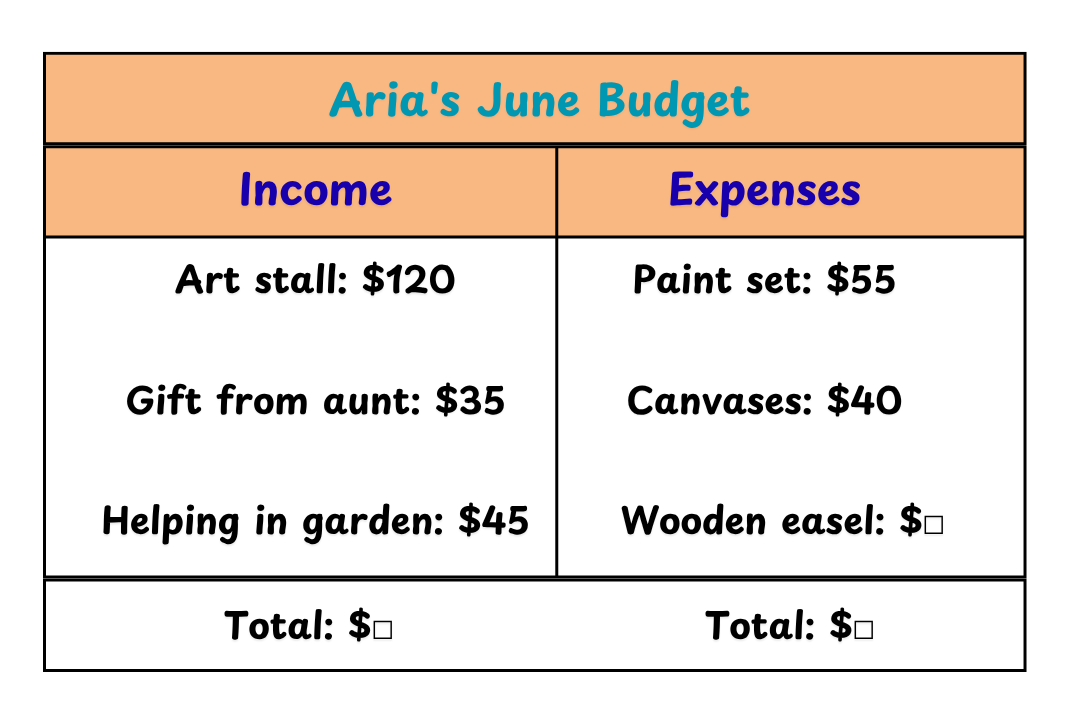 Aria's June Budget
Income Expenses
Art stall: $120 Paint set: $55
Gift from aunt: $35 Canvases: $40
Helping in garden: $45 Wooden easel: $□
Total: $□ Total: $□